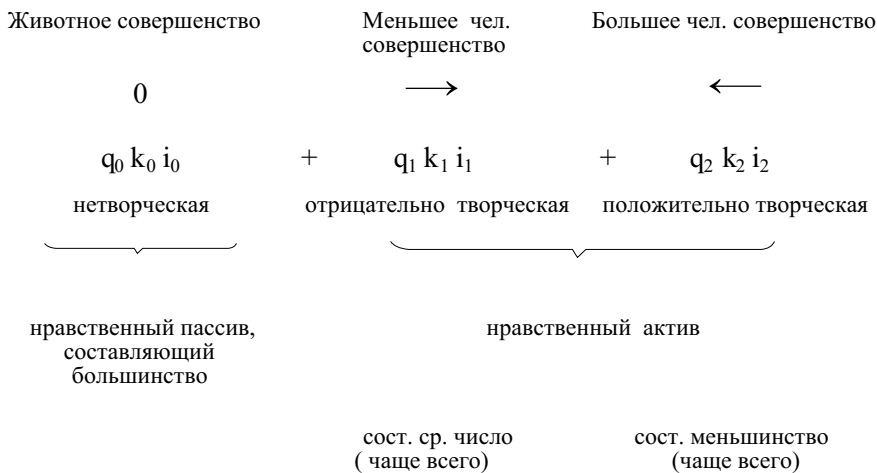 Животное совершенство Меньшее чел. Большее чел. совершенство
совершенство
0 → ←
q₀ k₀ i₀ + q₁ k₁ i₁ + q₂ k₂ i₂
нетворческая отрицательно творческая положительно творческая
нравственный пассив, нравственный актив
составляющий
большинство
сост. ср. число сост. меньшинство
( чаще всего) (чаще всего)